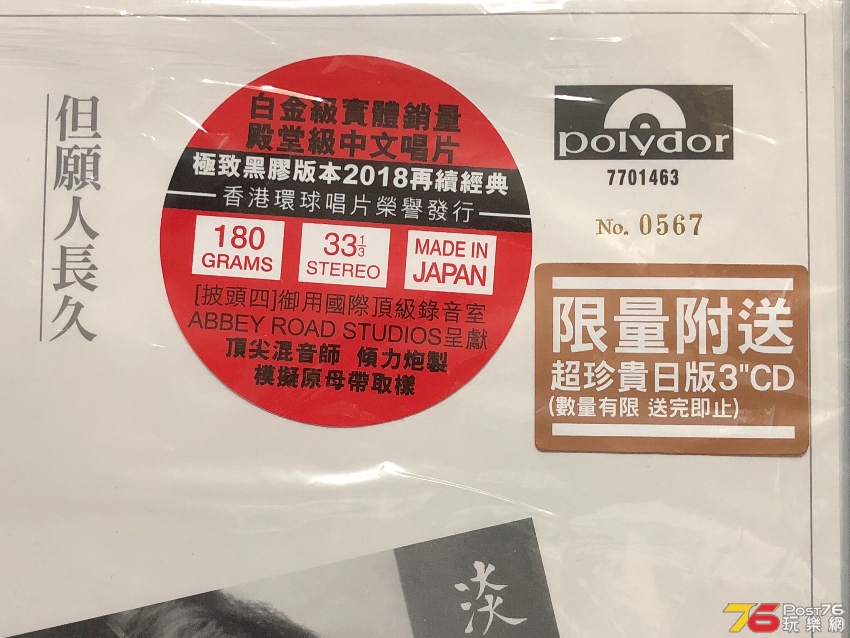 但願人長久
白金級實體銷量
殿堂級中文唱片
極致黑膠版本2018再續經典
香港環球唱片榮譽發行
180
GRAMS
33⅓
STEREO
MADE IN
JAPAN
[披頭四]御用國際頂級錄音室
ABBEY ROAD STUDIOS呈獻
頂尖混音師 傾力炮製
模擬原母帶取樣
polydor
7701463
No. 0567
限量附送
超珍貴日版3"CD
(數量有限 送完即止)
淡
76 Post76
玩樂網